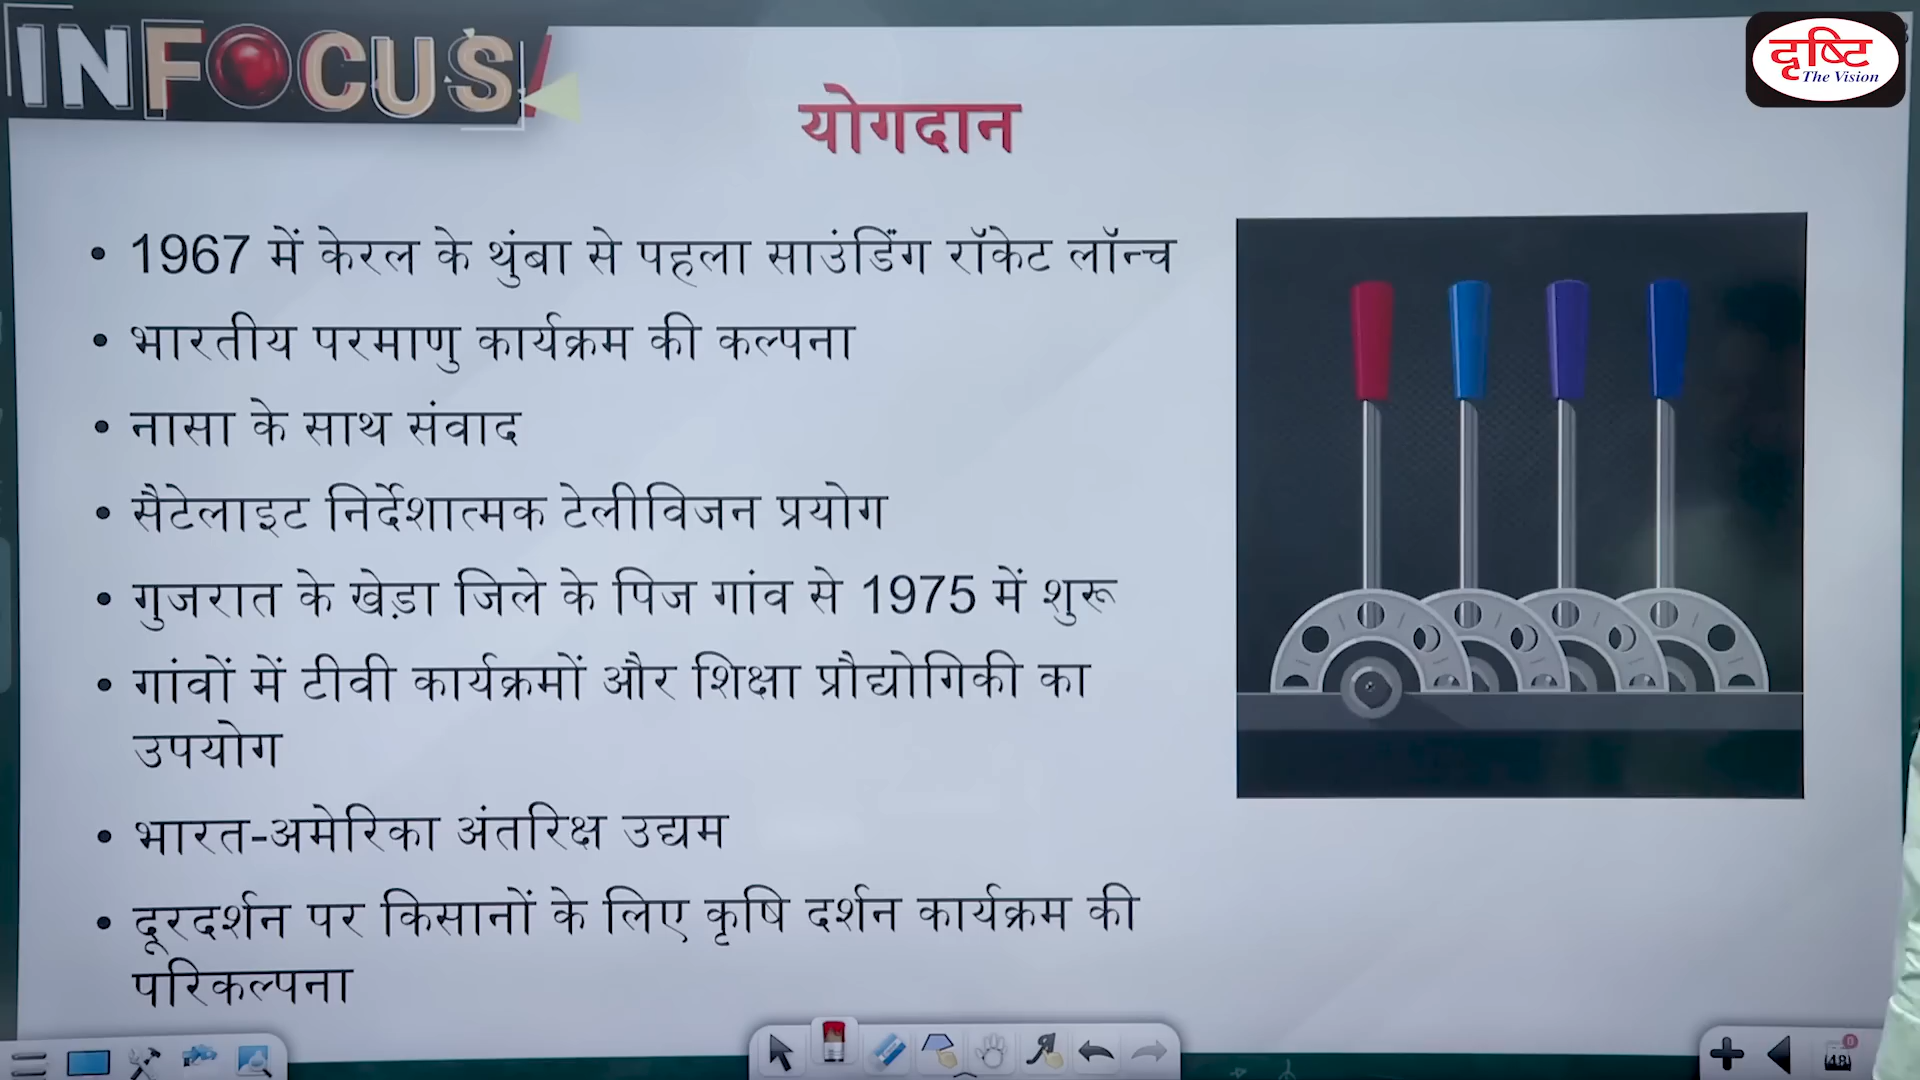 INFOCUS
दृष्टि
The Vision
योगदान
• 1967 में केरल के थुंबा से पहला साउंडिंग रॉकेट लॉन्च
• भारतीय परमाणु कार्यक्रम की कल्पना
• नासा के साथ संवाद
• सैटेलाइट निर्देशात्मक टेलीविजन प्रयोग
• गुजरात के खेड़ा जिले के पिज गांव से 1975 में शुरू
• गांवों में टीवी कार्यक्रमों और शिक्षा प्रौद्योगिकी का
उपयोग
• भारत-अमेरिका अंतरिक्ष उद्यम
• दूरदर्शन पर किसानों के लिए कृषि दर्शन कार्यक्रम की
परिकल्पना
48